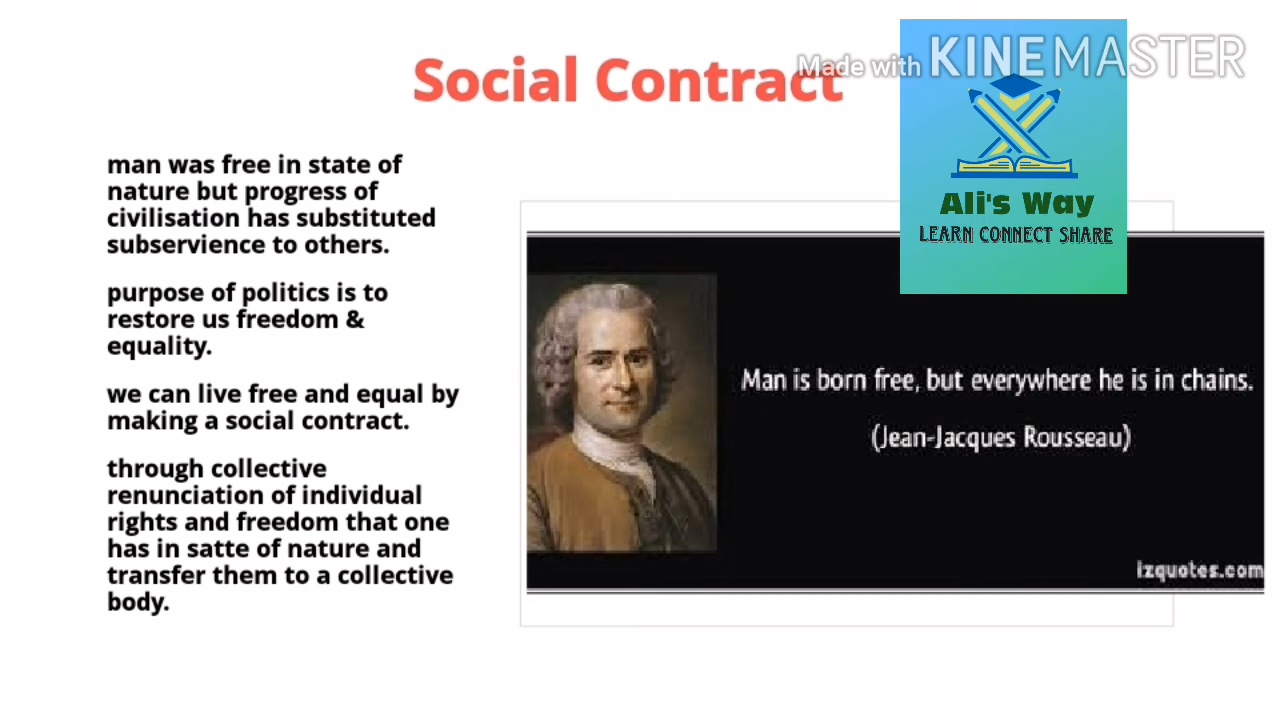 Made with KINEMASTER
Social Contract
man was free in state of
nature but progress of
civilisation has substituted
subservience to others.
purpose of politics is to
restore us freedom &
equality.
we can live free and equal by
making a social contract.
through collective
renunciation of individual
rights and freedom that one
has in satte of nature and
transfer them to a collective
body.
Ali's Way
LEARN CONNECT SHARE
Man is born free, but everywhere he is in chains.
(Jean-Jacques Rousseau)
izquotes.com